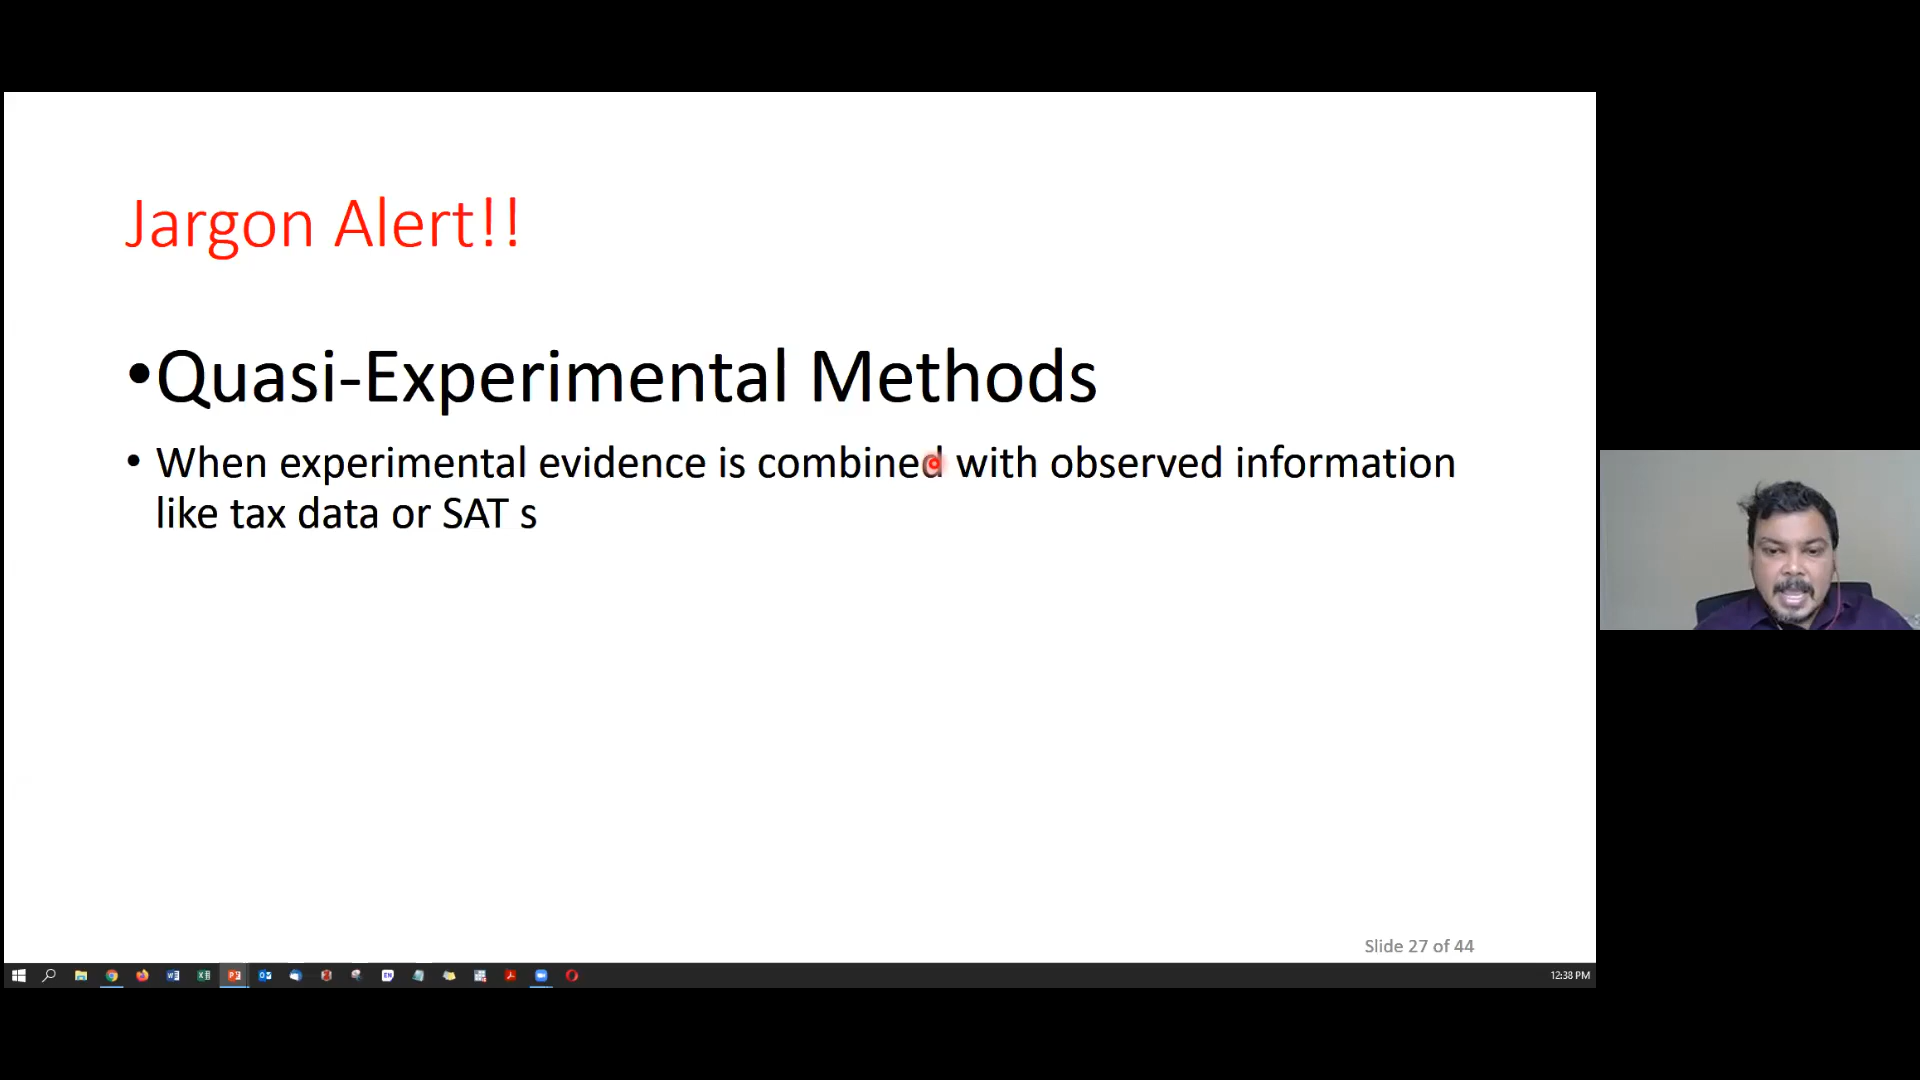 Jargon Alert!!
•Quasi-Experimental Methods
• When experimental evidence is combined with observed information
like tax data or SAT s
Slide 27 of 44
12:38 PM